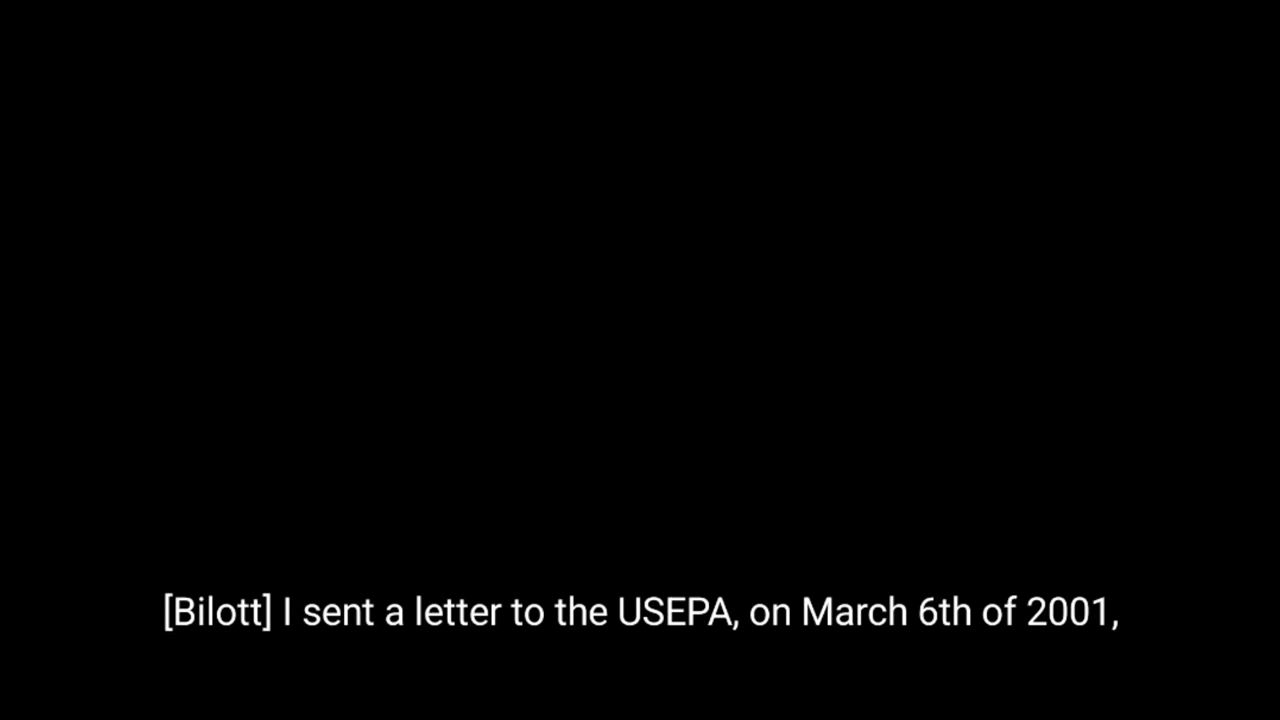 [Bilott] I sent a letter to the USEPA, on March 6th of 2001,